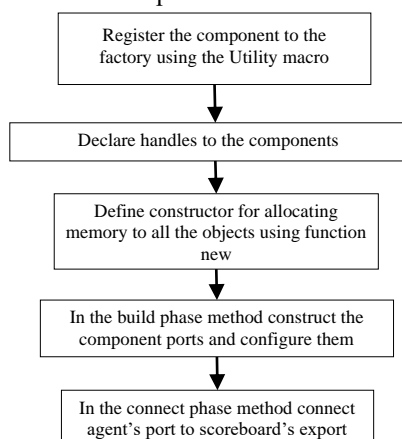 Register the component to the
factory using the Utility macro
Declare handles to the components
Define constructor for allocating
memory to all the objects using function
new
In the build phase method construct the
component ports and configure them
In the connect phase method connect
agent's port to scoreboard's export